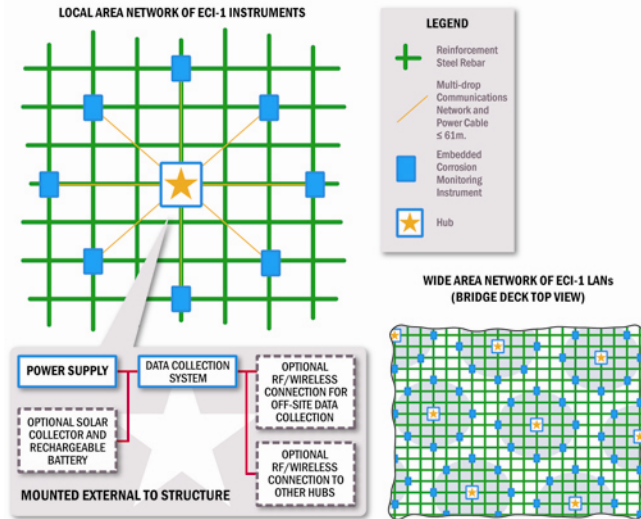 LOCAL AREA NETWORK OF ECI-1 INSTRUMENTS
LEGEND
Reinforcement
Steel Rebar
Multi-drop
Communications
Network and
Power Cable
≤ 61m.
Embedded
Corrosion
Monitoring
Instrument
Hub
WIDE AREA NETWORK OF ECI-1 LANs
(BRIDGE DECK TOP VIEW)
POWER SUPPLY
DATA COLLECTION
SYSTEM
OPTIONAL
RF/WIRELESS
CONNECTION FOR
OFF-SITE DATA
COLLECTION
OPTIONAL SOLAR
COLLECTOR AND
RECHARGEABLE
BATTERY
OPTIONAL
RF/WIRELESS
CONNECTION TO
OTHER HUBS
MOUNTED EXTERNAL TO STRUCTURE